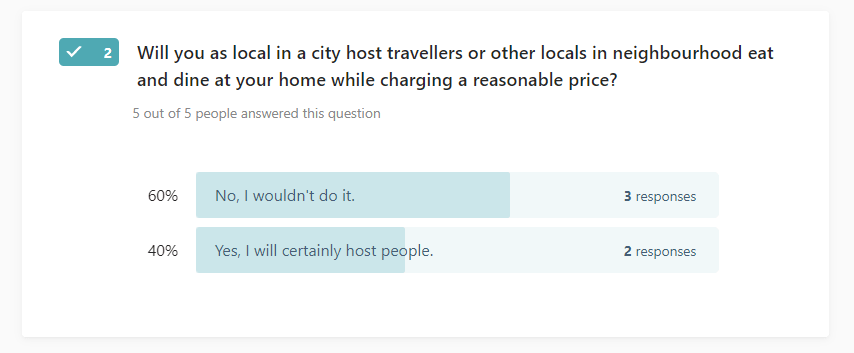 2
Will you as local in a city host travellers or other locals in neighbourhood eat
and dine at your home while charging a reasonable price?
5 out of 5 people answered this question
60% No, I wouldn't do it. 3 responses
40% Yes, I will certainly host people. 2 responses